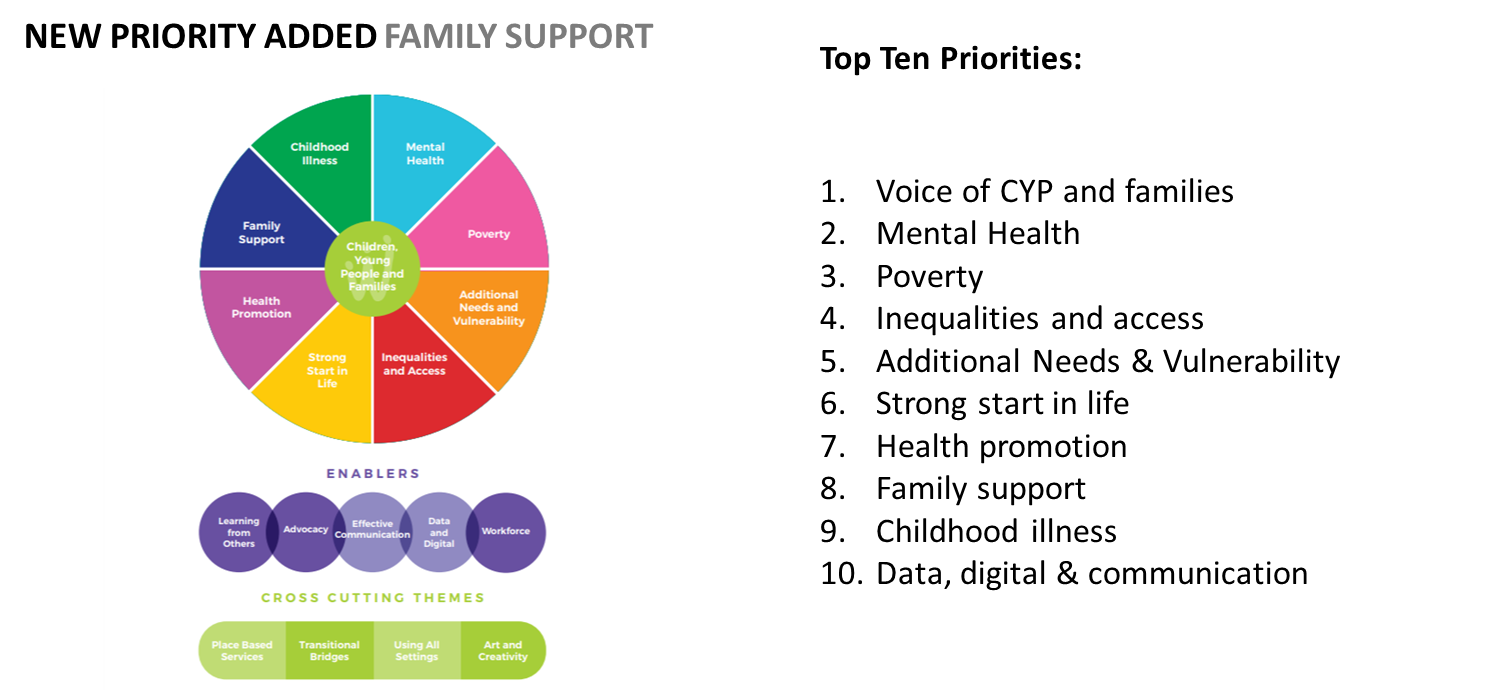 NEW PRIORITY ADDED FAMILY SUPPORT
Childhood
Illness
Mental
Health
Family
Support
Poverty
Children,
Young
People and
Families
Health
Promotion
Additional
Needs and
Vulnerability
Strong
Start in
Life
Inequalities
and Access
ENABLERS
Learning
from
Others
Advocacy
Effective
Communication
Data
and
Digital
Workforce
CROSS CUTTING THEMES
Place Based
Services
Transitional
Bridges
Using All
Settings
Art and
Creativity
Top Ten Priorities:
1. Voice of CYP and families
2. Mental Health
3. Poverty
4. Inequalities and access
5. Additional Needs & Vulnerability
6. Strong start in life
7. Health promotion
8. Family support
9. Childhood illness
10. Data, digital & communication